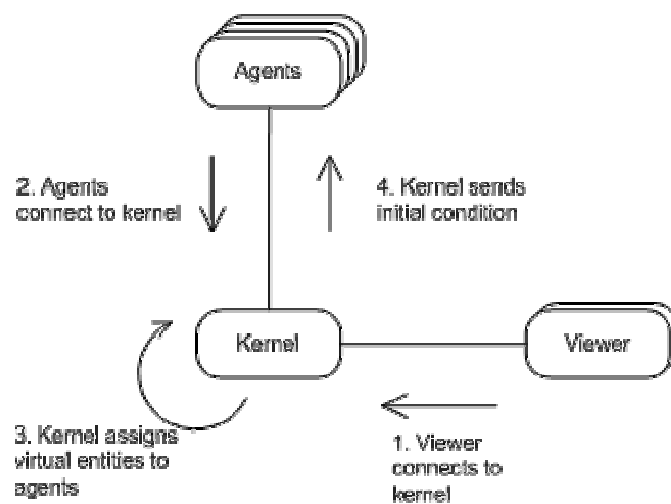 Agents
2. Agents
connect to kernel
4. Kernel sends
initial condition
Kernel
Viewer
3. Kernel assigns
virtual entities to
agents
1. Viewer
connects to
kernel